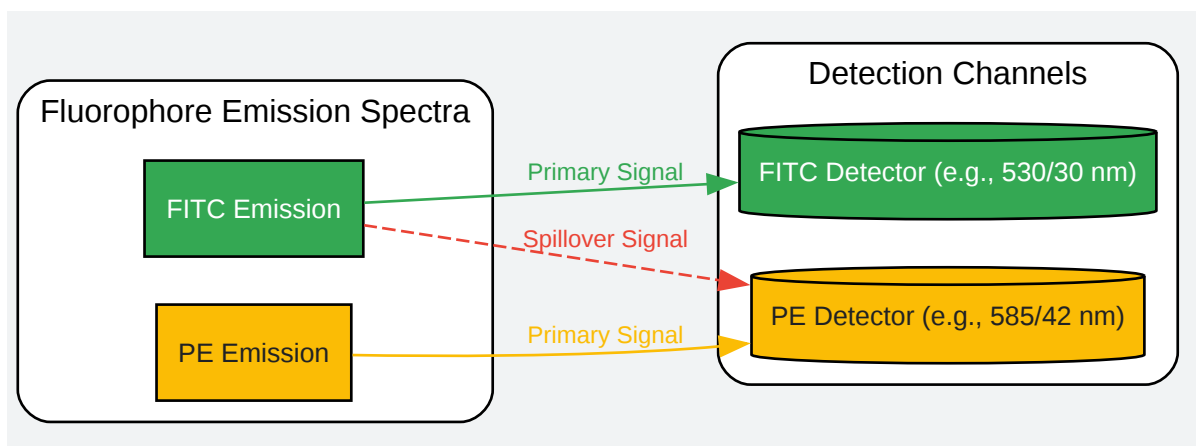 Fluorophore Emission Spectra
FITC Emission
PE Emission
Primary Signal
Spillover Signal
Primary Signal
Detection Channels
FITC Detector (e.g., 530/30 nm)
PE Detector (e.g., 585/42 nm)